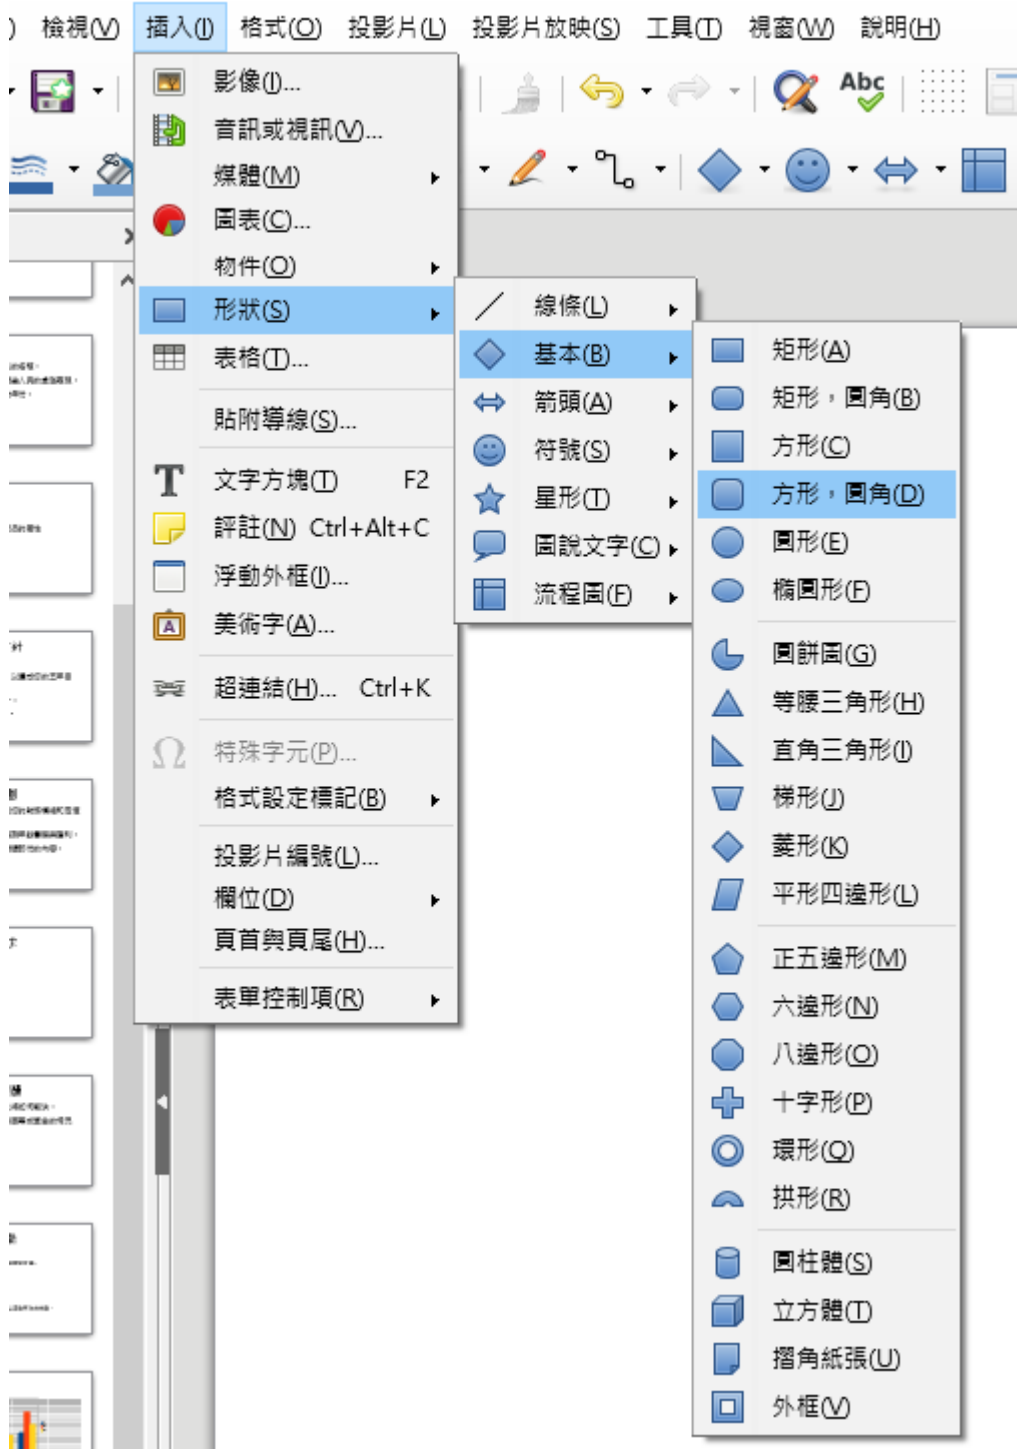 檢視(V) 插入(I) 格式(O) 投影片(L) 投影片放映(S) 工具(T) 視窗(W) 說明(H)
Abc
影像(I)...
音訊或視訊(V)...
媒體(M)
圖表(C)...
物件(O)
形狀(S)
表格(T)...
貼附導線(S)...
文字方塊(T) F2
評註(N) Ctrl+Alt+C
浮動外框(I)...
美術字(A)...
超連結(H)... Ctrl+K
特殊字元(P)...
格式設定標記(B)
投影片編號(L)...
欄位(D)
頁首與頁尾(H)...
表單控制項(R)
線條(L)
基本(B)
箭頭(A)
符號(S)
星形(T)
圖說文字(C)
流程圖(F)
矩形(A)
矩形，圓角(B)
方形(C)
方形，圓角(D)
圓形(E)
橢圓形(F)
圓餅圖(G)
等腰三角形(H)
直角三角形(I)
梯形(J)
菱形(K)
平形四邊形(L)
正五邊形(M)
六邊形(N)
八邊形(O)
十字形(P)
環形(Q)
拱形(R)
圓柱體(S)
立方體(T)
摺角紙張(U)
外框(V)